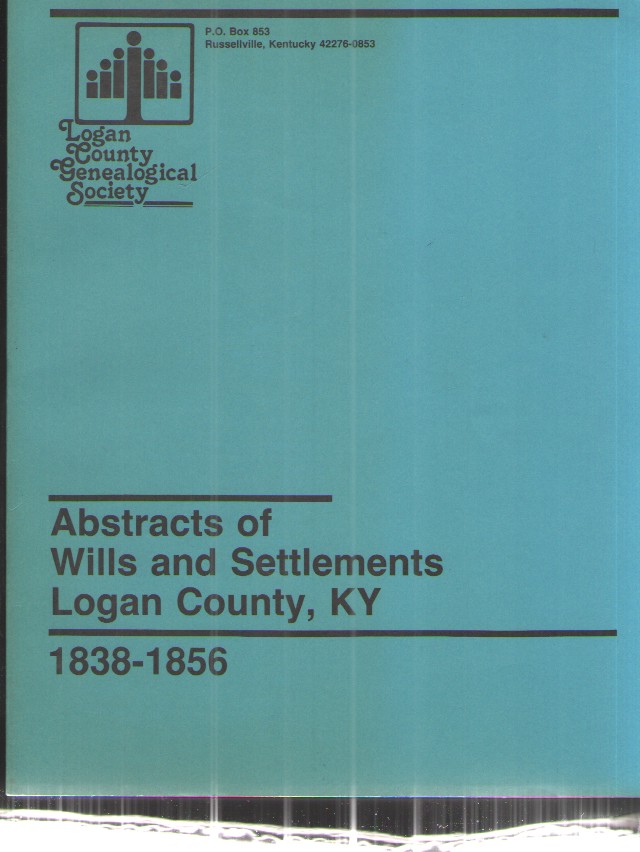 P.O. Box 853
Russellville, Kentucky 42276-0853
Logan
County
Genealogical
Society
Abstracts of
Wills and Settlements
Logan County, KY
1838-1856